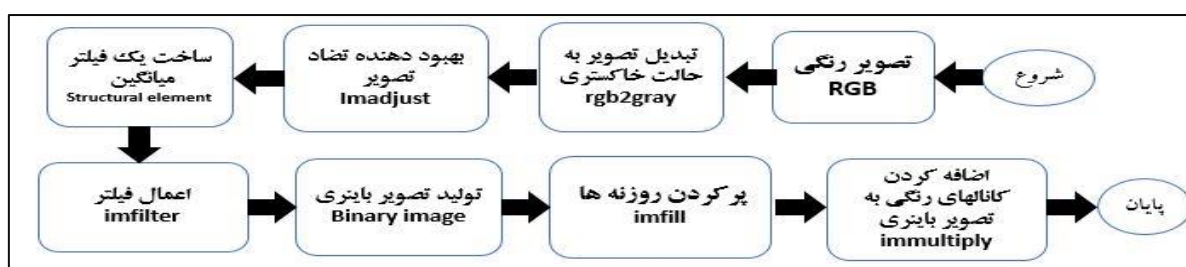 شروع
تصویر رنگی
RGB
تبدیل تصویر به
حالت خاکستری
rgb2gray
بهبود دهنده تضاد
تصویر
Imadjust
ساخت یک فیلتر
میانگین
Structural element
اعمال فیلتر
imfilter
تولید تصویر باینری
Binary image
پر کردن روزنه ها
imfill
اضافه کردن
کانالهای رنگی به
تصویر باینری
immultiply
پایان